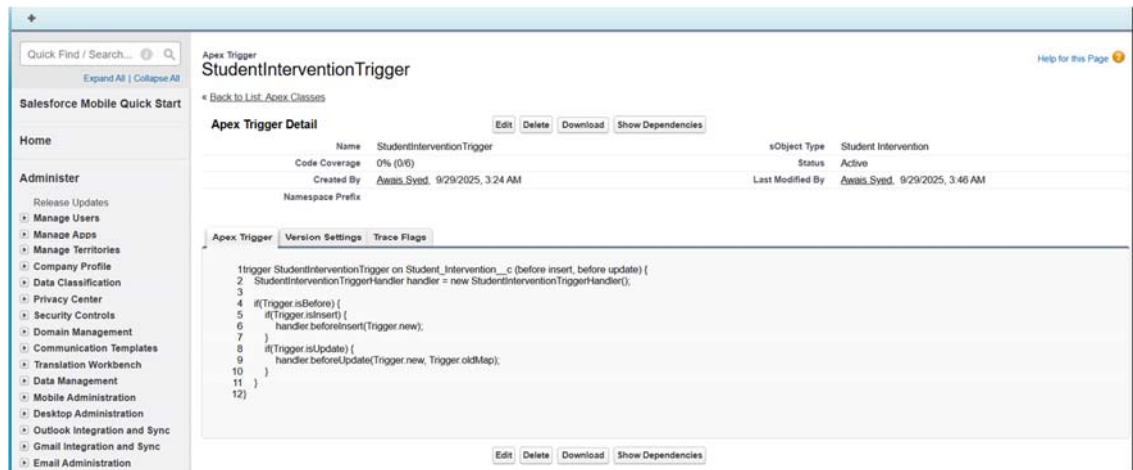 +
Quick Find / Search...
Expand All | Collapse All
Salesforce Mobile Quick Start
Home
Administer
Release Updates
Manage Users
Manage Apps
Manage Territories
Company Profile
Data Classification
Privacy Center
Security Controls
Domain Management
Communication Templates
Translation Workbench
Data Management
Mobile Administration
Desktop Administration
Outlook Integration and Sync
Gmail Integration and Sync
Email Administration
Apex Trigger
StudentInterventionTrigger
Help for this Page
« Back to List: Apex Classes
Apex Trigger Detail
Edit Delete Download Show Dependencies
Name StudentInterventionTrigger sObject Type Student Intervention
Code Coverage 0% (0/6) Status Active
Created By Awais Syed, 9/29/2025, 3:24 AM Last Modified By Awais Syed, 9/29/2025, 3:46 AM
Namespace Prefix
Apex Trigger Version Settings Trace Flags
1trigger StudentInterventionTrigger on Student_Intervention__c (before insert, before update) {
2 StudentInterventionTriggerHandler handler = new StudentInterventionTriggerHandler();
3
4 if(Trigger.isBefore) {
5 if(Trigger.isInsert) {
6 handler.beforeInsert(Trigger.new);
7 }
8 if(Trigger.isUpdate) {
9 handler.beforeUpdate(Trigger.new, Trigger.oldMap);
10 }
11 }
12}
Edit Delete Download Show Dependencies